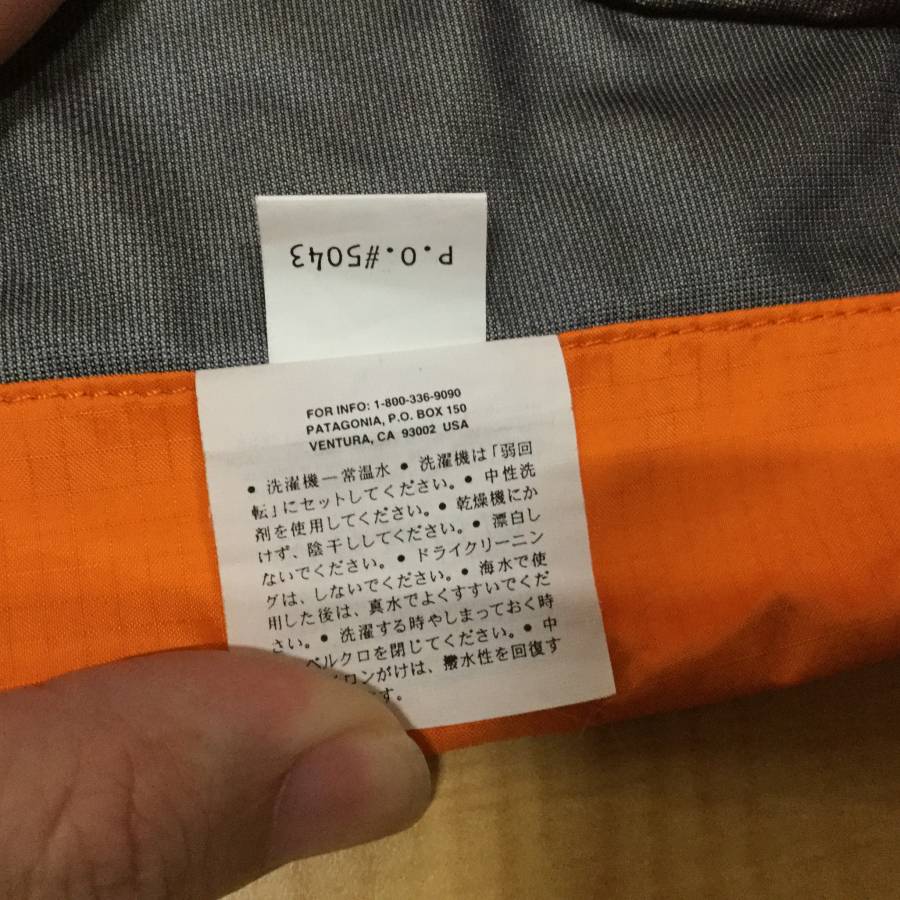 P.O.#5043
FOR INFO: 1-800-336-9090
PATAGONIA, P.O. BOX 150
VENTURA, CA 93002 USA
● 洗濯機一常温水 ● 洗濯機は「弱回
転」にセットしてください。● 中性洗
剤を使用してください。● 乾燥機にか
けず、陰干ししてください。● 漂白し
ないでください。● ドライクリーニン
グは、しないでください。● 海水で使
用した後は、真水でよくすすいでくだ
さい。● 洗濯する時やしまっておく時
ベルクロを閉じてください。● 中
ロンがけは、撥水性を回復す
す。